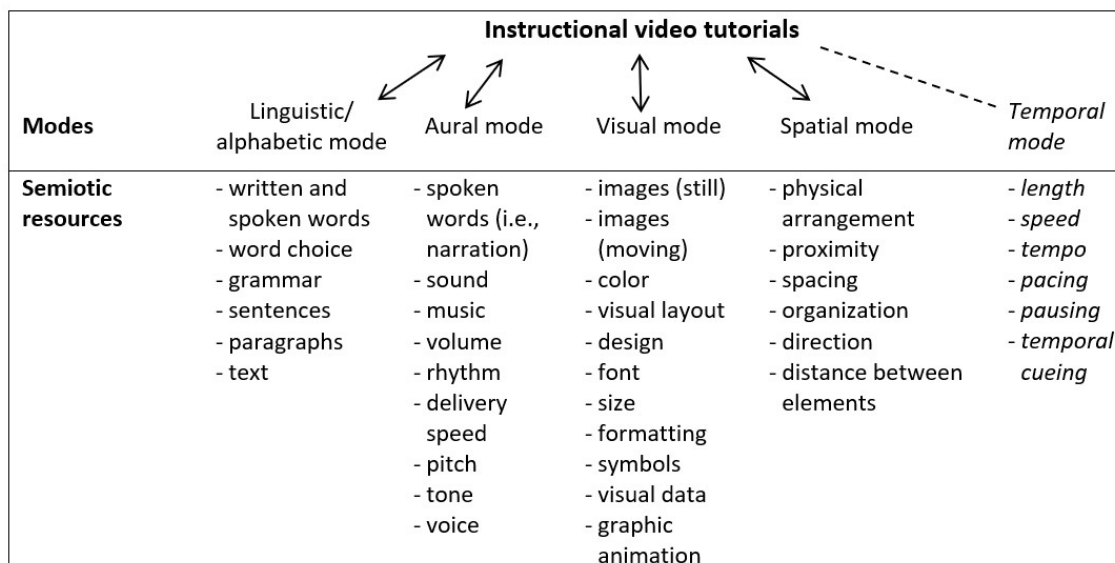 Instructional video tutorials
Modes
Linguistic/
alphabetic mode
Aural mode
Visual mode
Spatial mode
Temporal
mode
Semiotic
resources
- written and
spoken words
- word choice
- grammar
- sentences
- paragraphs
- text
- spoken
words (i.e.,
narration)
- sound
- music
- volume
- rhythm
- delivery
speed
- pitch
- tone
- voice
- images (still)
- images
(moving)
- color
- visual layout
- design
- font
- size
- formatting
- symbols
- visual data
- graphic
animation
- physical
arrangement
- proximity
- spacing
- organization
- direction
- distance between
elements
- length
- speed
- tempo
- pacing
- pausing
- temporal
cueing